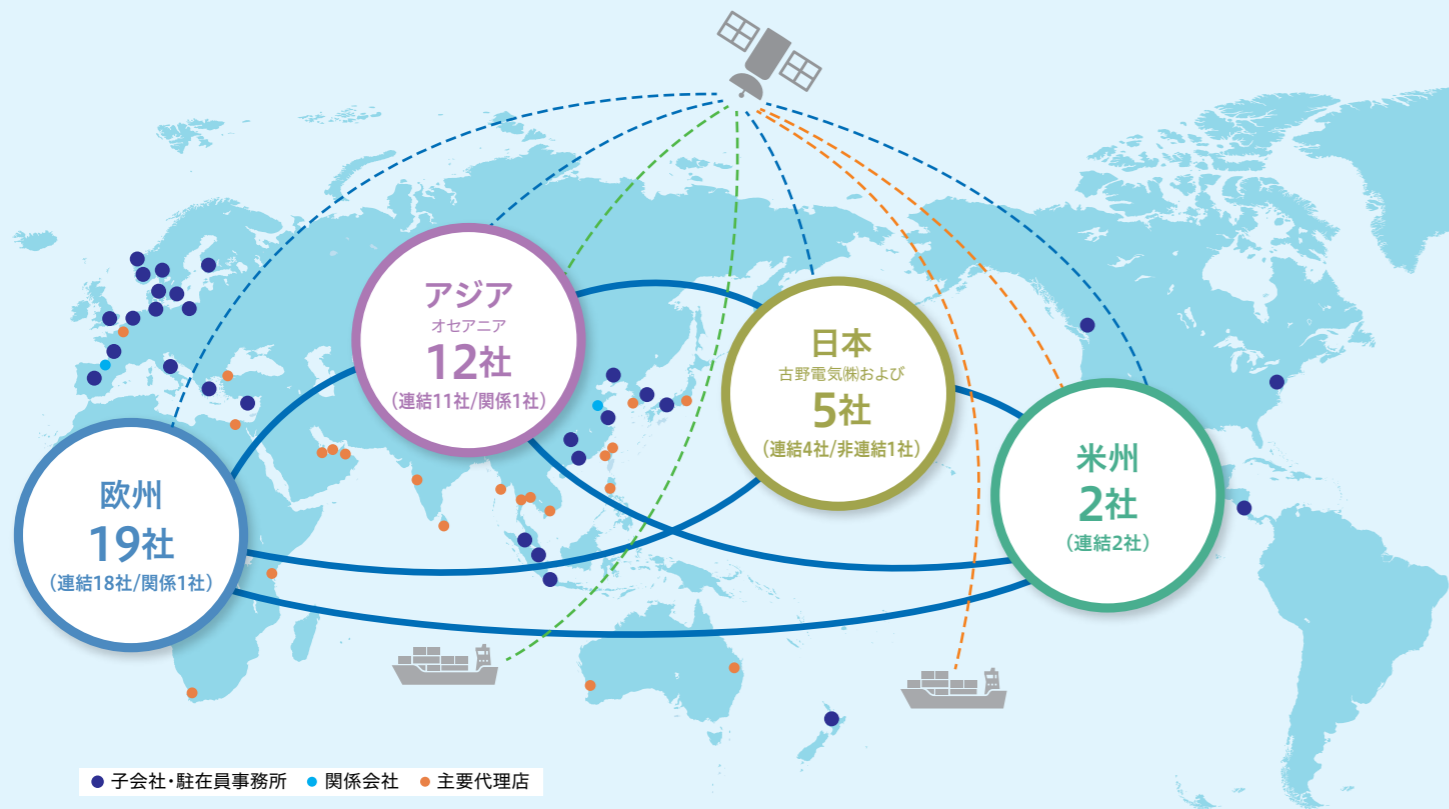 アジア
オセアニア
12社
(連結11社/関係1社)
日本
古野電気㈱および
5社
(連結4社/非連結1社)
米州
2社
(連結2社)
欧州
19社
(連結18社/関係1社)
子会社・駐在員事務所 関係会社 主要代理店